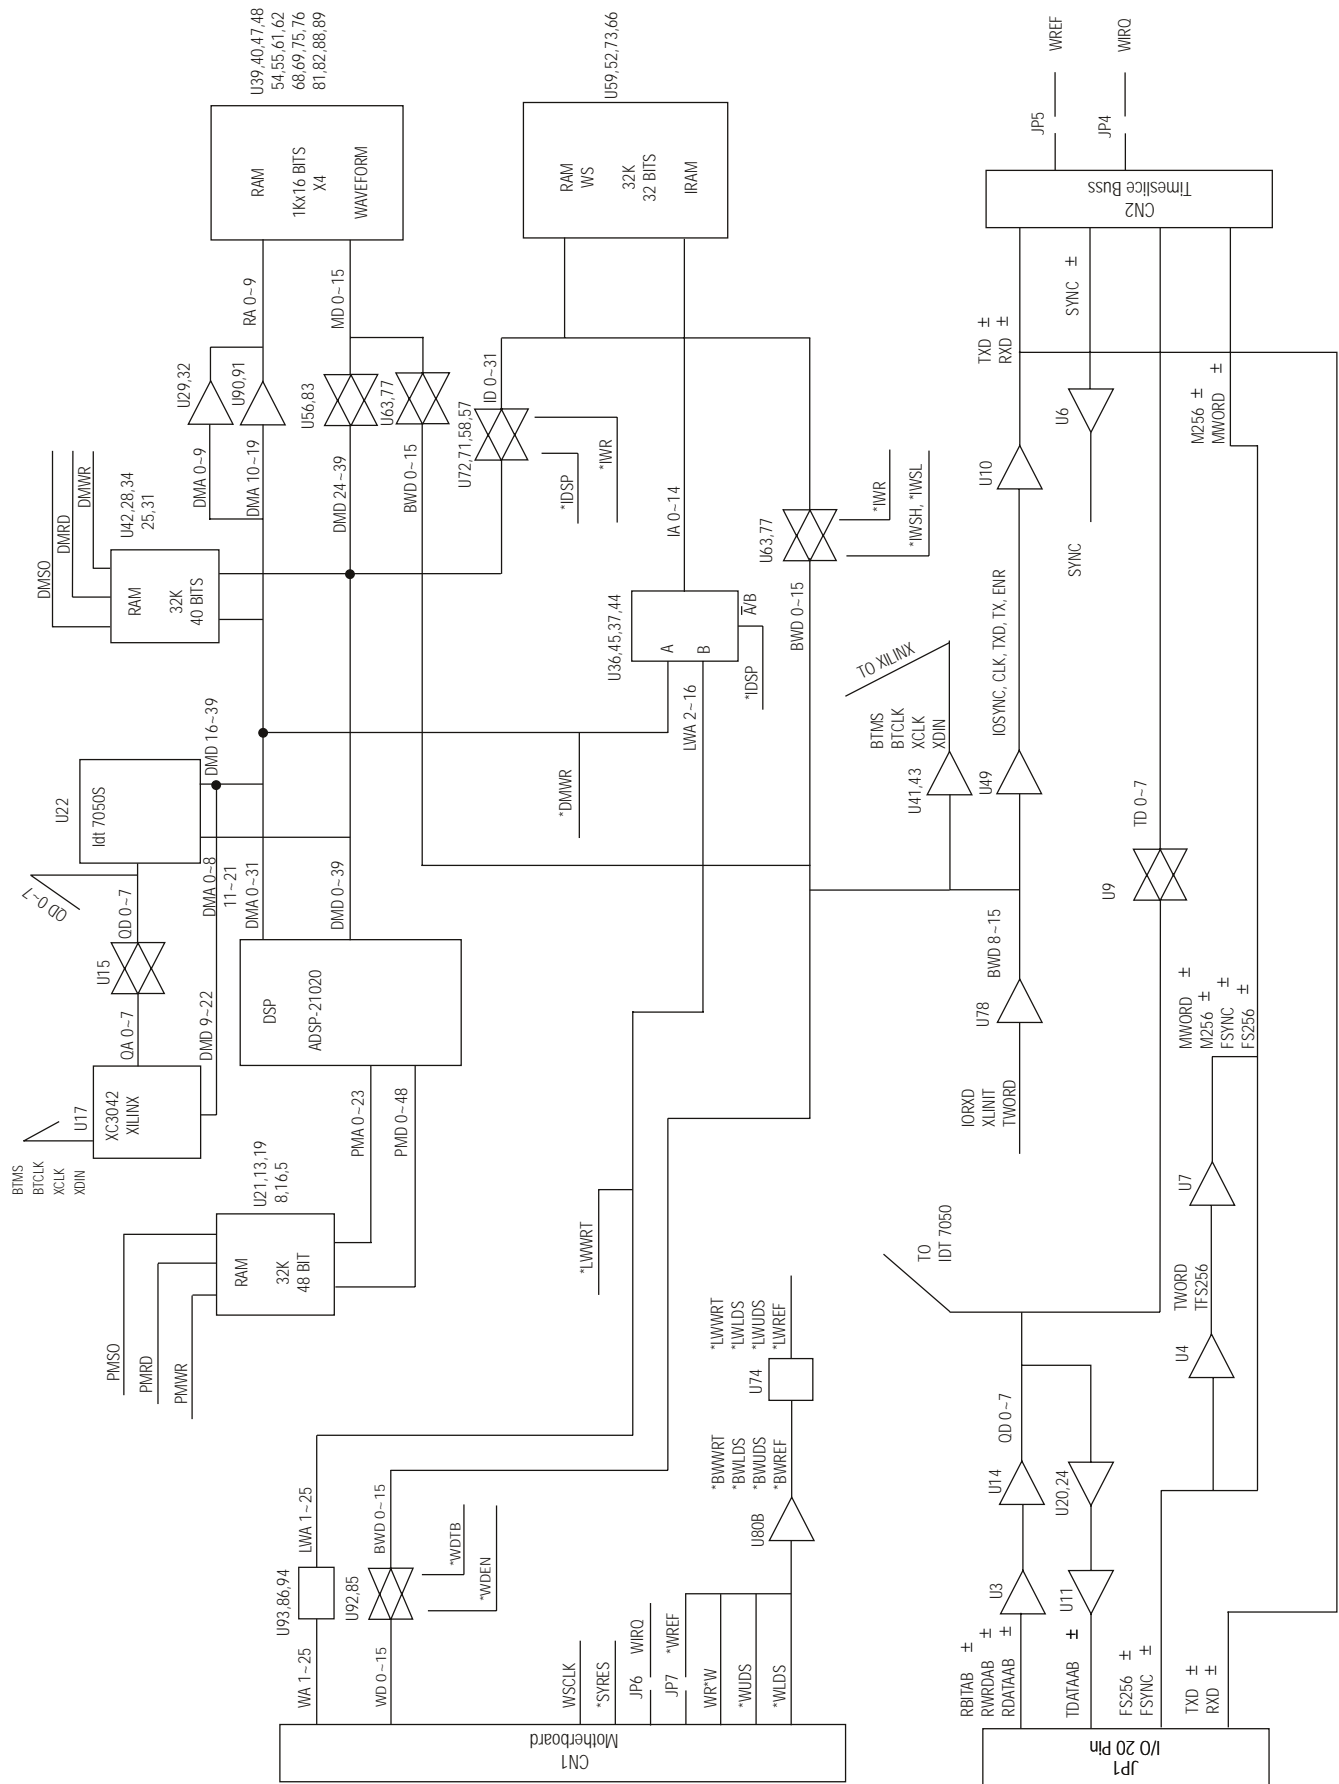 WREF
JP5
WIRQ
JP4
U39,40,47,48
54,55,61,62
68,69,75,76
81,82,88,89
RAM
1Kx16 BITS
X4
WAVEFORM
U59,52,73,66
RAM
WS
32K
32 BITS
IRAM
CN2
Timeslice Buss
RA 0~9
MD 0~15
U29,32
U90,91
U56,83
U63,77
DMA 0~9
DMA 10~19
DMD 24~39
BWD 0~15
ID 0~31
U72,71,58,57
*IDSP
*IWR
DMSO
DMRD
DMWR
U42,28,34
25,31
RAM
32K
40 BITS
IA 0~14
U36,45,37,44
A
B
A/B
*IDSP
LWA 2~16
U63,77
*IWR
*IWSH, *IWSL
BWD 0~15
TXD ±
RXD ±
SYNC ±
U6
SYNC
M256 ±
MWORD ±
U10
IOSYNC, CLK, TXD, TX, ENR
U49
TO XILINX
BTMS
BTCLK
XCLK
XDIN
U41,43
TD 0~7
U9
U22
Idt 7050S
DMD 16~39
DMA 0~8
11~21
DMA 0~31
DMD 0~39
*DMWR
QD 0~7
QD 0~7
U15
QA 0~7
DMD 9~22
DSP
ADSP-21020
U17
XC3042
XILINX
BTMS
BTCLK
XCLK
XDIN
PMA 0~23
PMD 0~48
U21,13,19
8,16,5
RAM
32K
48 BIT
PMSO
PMRD
PMWR
*LWWRT
BWD 8~15
U78
IORXD
XLINIT
TWORD
MWORD ±
M256 ±
FSYNC ±
FS256 ±
U7
TWORD
TFS256
U4
TO
IDT 7050
*LWWRT
*LWLDS
*LWUDS
*LWREF
U74
*BWWRT
*BWLDS
*BWUDS
*BWREF
U80B
LWA 1~25
U93,86,94
WA 1~25
BWD 0~15
U92,85
*WDTB
*WDEN
WD 0~15
WSCLK
*SYRES
JP6 WIRQ
JP7 *WREF
WR*W
*WUDS
*WLDS
CN1
Motherboard
QD 0~7
U14
U20,24
U3
U11
RBITAB ±
RWRDAB ±
RDATAAB ±
TDATAAB ±
FS256 ±
FSYNC ±
TXD ±
RXD ±
JP1
I/O 20 Pin